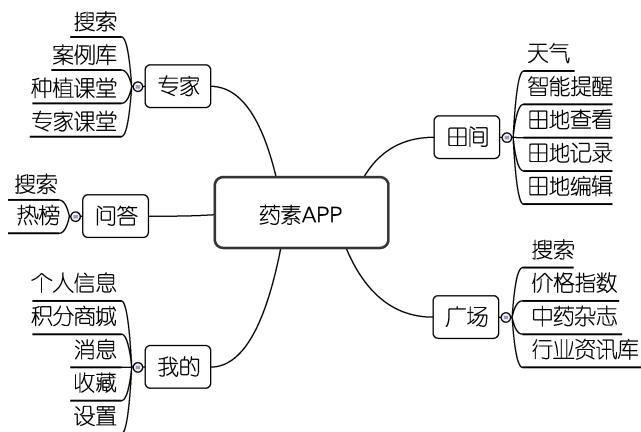 搜索
案例库
种植课堂
专家课堂
专家
搜索
热榜
问答
个人信息
积分商城
消息
收藏
设置
我的
药素APP
田间
天气
智能提醒
田地查看
田地记录
田地编辑
广场
搜索
价格指数
中药杂志
行业资讯库